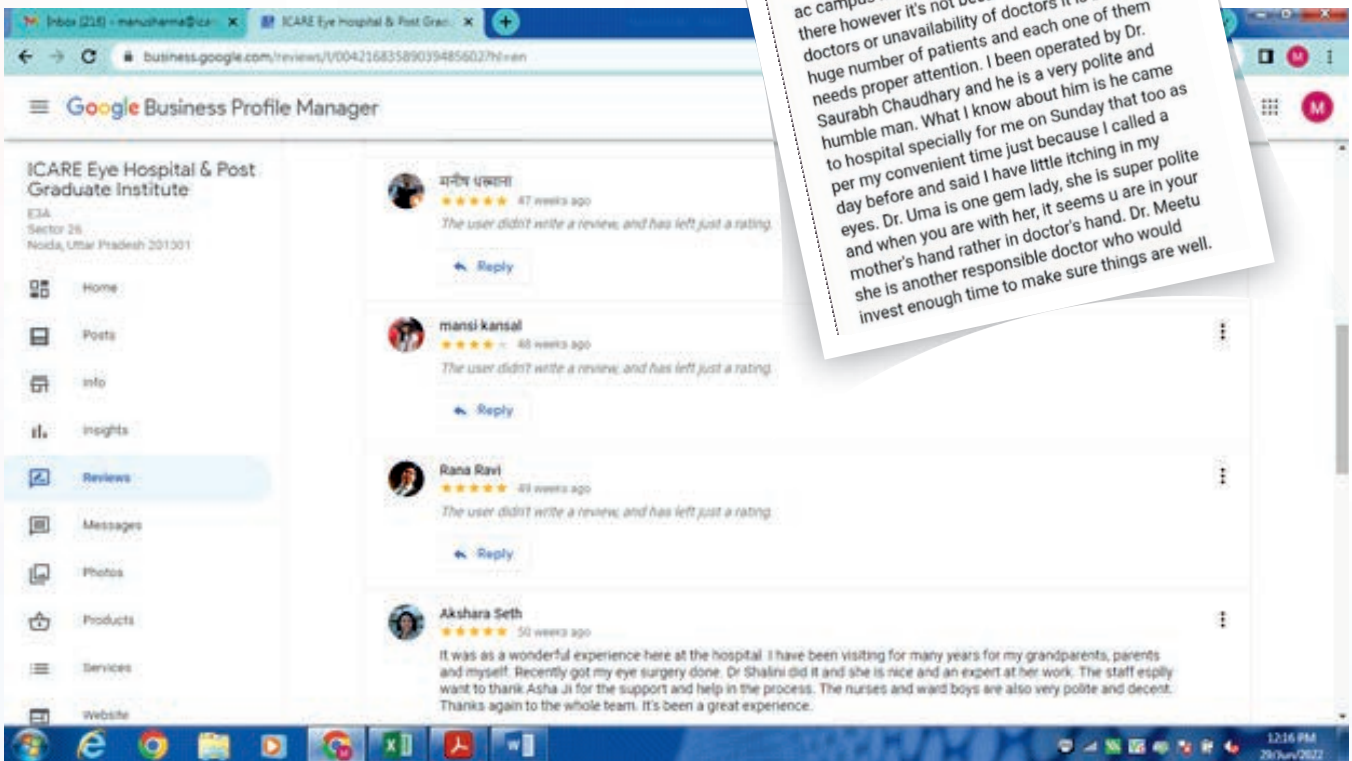 Inbox (218) - manusharma@icar
ICARE Eye Hospital & Post Grad
business.google.com/reviews/l/00421683589039485602?hl=en
M
Google Business Profile Manager
M
ICARE Eye Hospital & Post
Graduate Institute
E3A
Sector 26
Noida, Uttar Pradesh 201301
Home
Posts
Info
Insights
Reviews
Messages
Photos
Products
Services
Website
मनीष
47 weeks ago
The user didn't write a review, and has left just a rating.
Reply
mansi kansal
48 weeks ago
The user didn't write a review, and has left just a rating.
Reply
Rana Ravi
49 weeks ago
The user didn't write a review, and has left just a rating.
Reply
Akshara Seth
50 weeks ago
It was as a wonderful experience here at the hospital. I have been visiting for many years for my grandparents, parents
and myself. Recently got my eye surgery done. Dr Shalini did it and she is nice and an expert at her work. The staff esplly
want to thank Asha Ji for the support and help in the process. The nurses and ward boys are also very polite and decent.
Thanks again to the whole team. It's been a great experience.
ac campus
there however it's not
doctors or unavailability of doctors it is
huge number of patients and each one of them
needs proper attention. I been operated by Dr.
Saurabh Chaudhary and he is a very polite and
humble man. What I know about him is he came
to hospital specially for me on Sunday that too as
per my convenient time just because I called a
day before and said I have little itching in my
eyes. Dr. Uma is one gem lady, she is super polite
and when you are with her, it seems u are in your
mother's hand rather in doctor's hand. Dr. Meetu
she is another responsible doctor who would
invest enough time to make sure things are well.
12:16 PM
29/Jun/2022